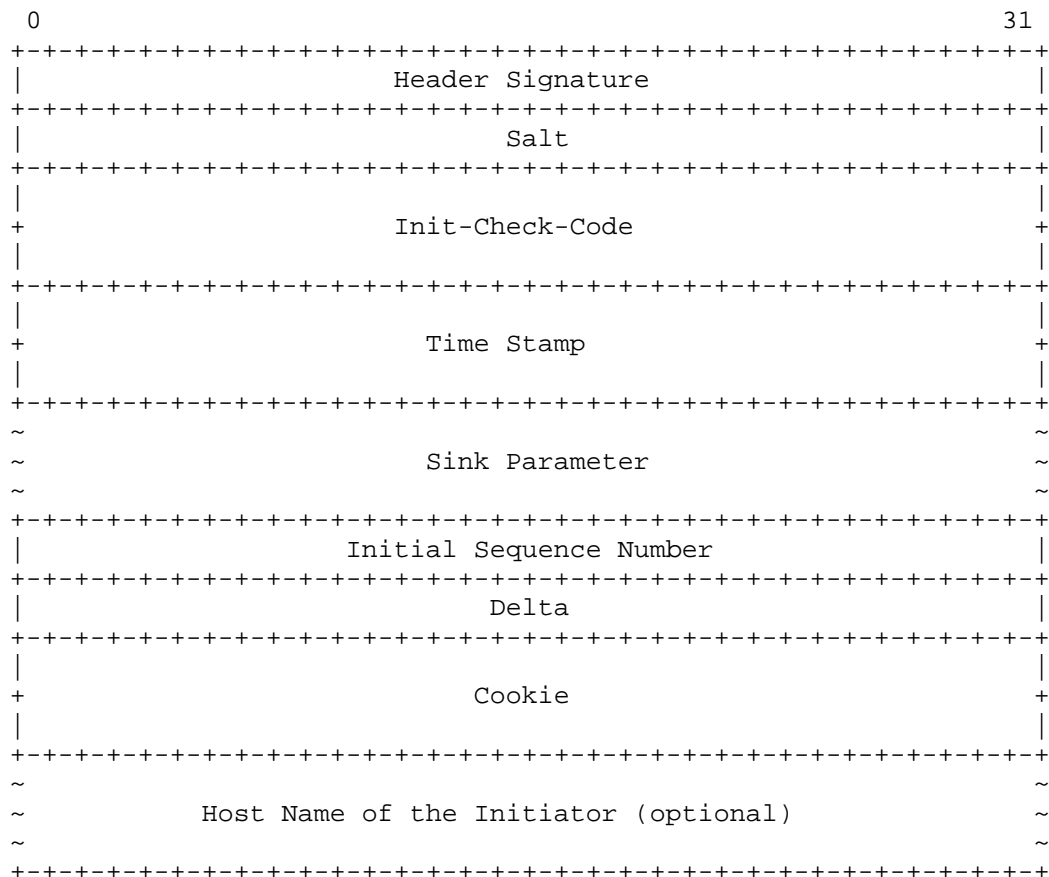 0 31
+-+-+-+-+-+-+-+-+-+-+-+-+-+-+-+-+-+-+-+-+-+-+-+-+-+-+-+-+-+-+-+-+
| Header Signature |
+-+-+-+-+-+-+-+-+-+-+-+-+-+-+-+-+-+-+-+-+-+-+-+-+-+-+-+-+-+-+-+-+
| Salt |
+-+-+-+-+-+-+-+-+-+-+-+-+-+-+-+-+-+-+-+-+-+-+-+-+-+-+-+-+-+-+-+-+
| |
+ Init-Check-Code +
| |
+-+-+-+-+-+-+-+-+-+-+-+-+-+-+-+-+-+-+-+-+-+-+-+-+-+-+-+-+-+-+-+-+
| |
+ Time Stamp +
| |
+-+-+-+-+-+-+-+-+-+-+-+-+-+-+-+-+-+-+-+-+-+-+-+-+-+-+-+-+-+-+-+-+
~ ~
~ Sink Parameter ~
~ ~
+-+-+-+-+-+-+-+-+-+-+-+-+-+-+-+-+-+-+-+-+-+-+-+-+-+-+-+-+-+-+-+-+
| Initial Sequence Number |
+-+-+-+-+-+-+-+-+-+-+-+-+-+-+-+-+-+-+-+-+-+-+-+-+-+-+-+-+-+-+-+-+
| Delta |
+-+-+-+-+-+-+-+-+-+-+-+-+-+-+-+-+-+-+-+-+-+-+-+-+-+-+-+-+-+-+-+-+
| |
+ Cookie +
| |
+-+-+-+-+-+-+-+-+-+-+-+-+-+-+-+-+-+-+-+-+-+-+-+-+-+-+-+-+-+-+-+-+
~ ~
~ Host Name of the Initiator (optional) ~
~ ~
+-+-+-+-+-+-+-+-+-+-+-+-+-+-+-+-+-+-+-+-+-+-+-+-+-+-+-+-+-+-+-+-+